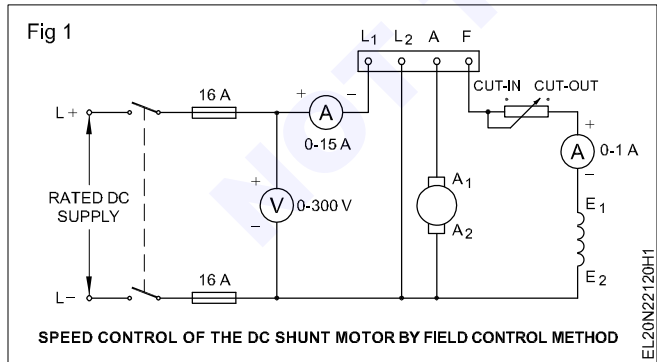 Fig 1
L1 L2 A F
CUT-IN CUT-OUT
L+
16 A
+ A −
0-15 A
+
A 0-1 A
−
RATED DC
SUPPLY
+
V 0-300 V
−
A1
A2
E1
E2
16 A
L−
SPEED CONTROL OF THE DC SHUNT MOTOR BY FIELD CONTROL METHOD
EL20N22120H1
NOT T